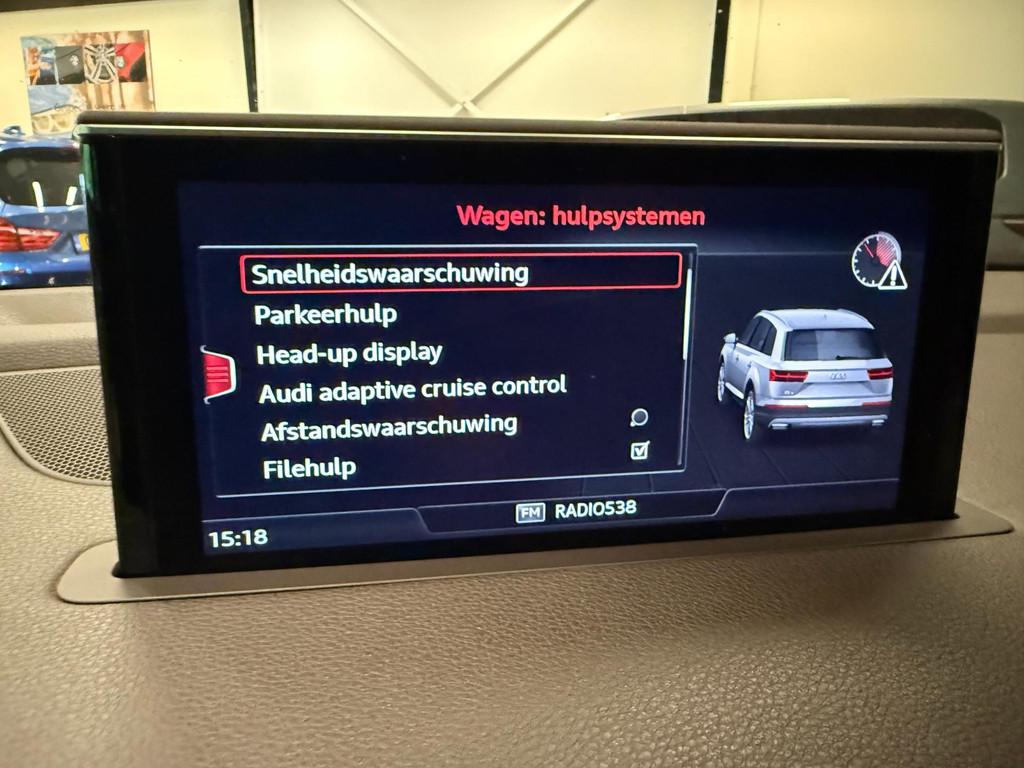 Wagen: hulpsystemen
Snelheidswaarschuwing
Parkeerhulp
Head-up display
Audi adaptive cruise control
Afstandswaarschuwing
Filehulp
FM RADIO538
15:18